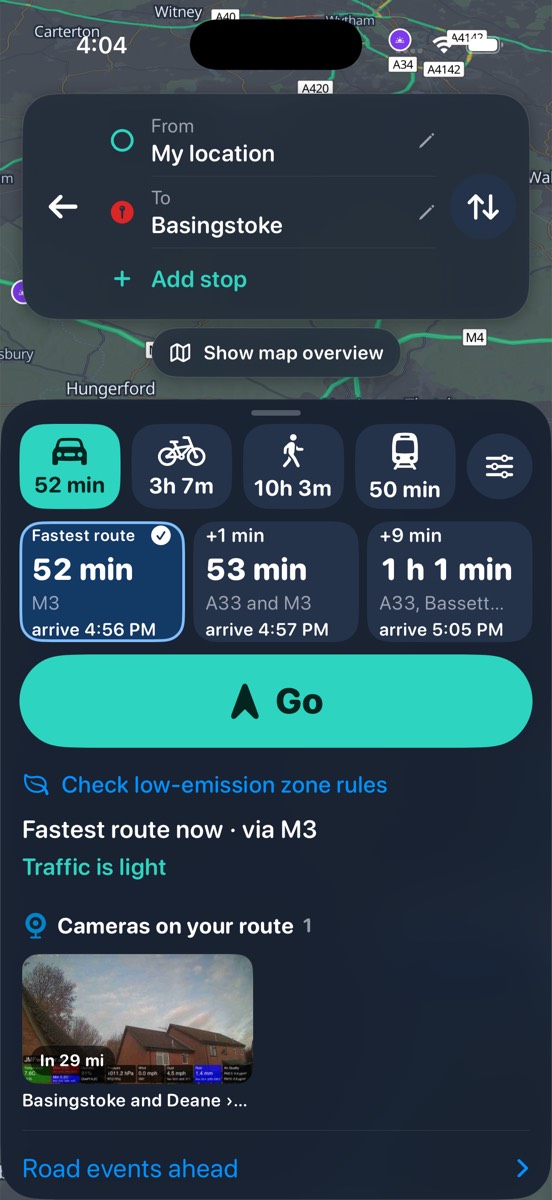 Witney
A40
Wytham
Carterton
4:04
A4142
A34
A4142
A420
From
My location
To
Basingstoke
Add stop
M4
Show map overview
Hungerford
52 min
3h 7m
10h 3m
50 min
Fastest route
52 min
M3
arrive 4:56 PM
+1 min
53 min
A33 and M3
arrive 4:57 PM
+9 min
1 h 1 min
A33, Bassett...
arrive 5:05 PM
Go
Check low-emission zone rules
Fastest route now · via M3
Traffic is light
Cameras on your route 1
In 29 mi
Basingstoke and Deane ›...
Road events ahead